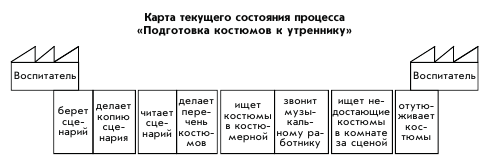 Карта текущего состояния процесса
«Подготовка костюмов к утреннику»
Воспитатель
Воспитатель
берет
сце-
нарий
делает
копию
сце-
нария
читает
сце-
нарий
делает
пере-
чень
костю-
мов
ищет
костюмы
в костю-
мерной
звонит
музы-
каль-
ному ра-
ботнику
ищет не-
достающие
костюмы
в комнате
за сценой
отутю-
живает
кос-
тюмы